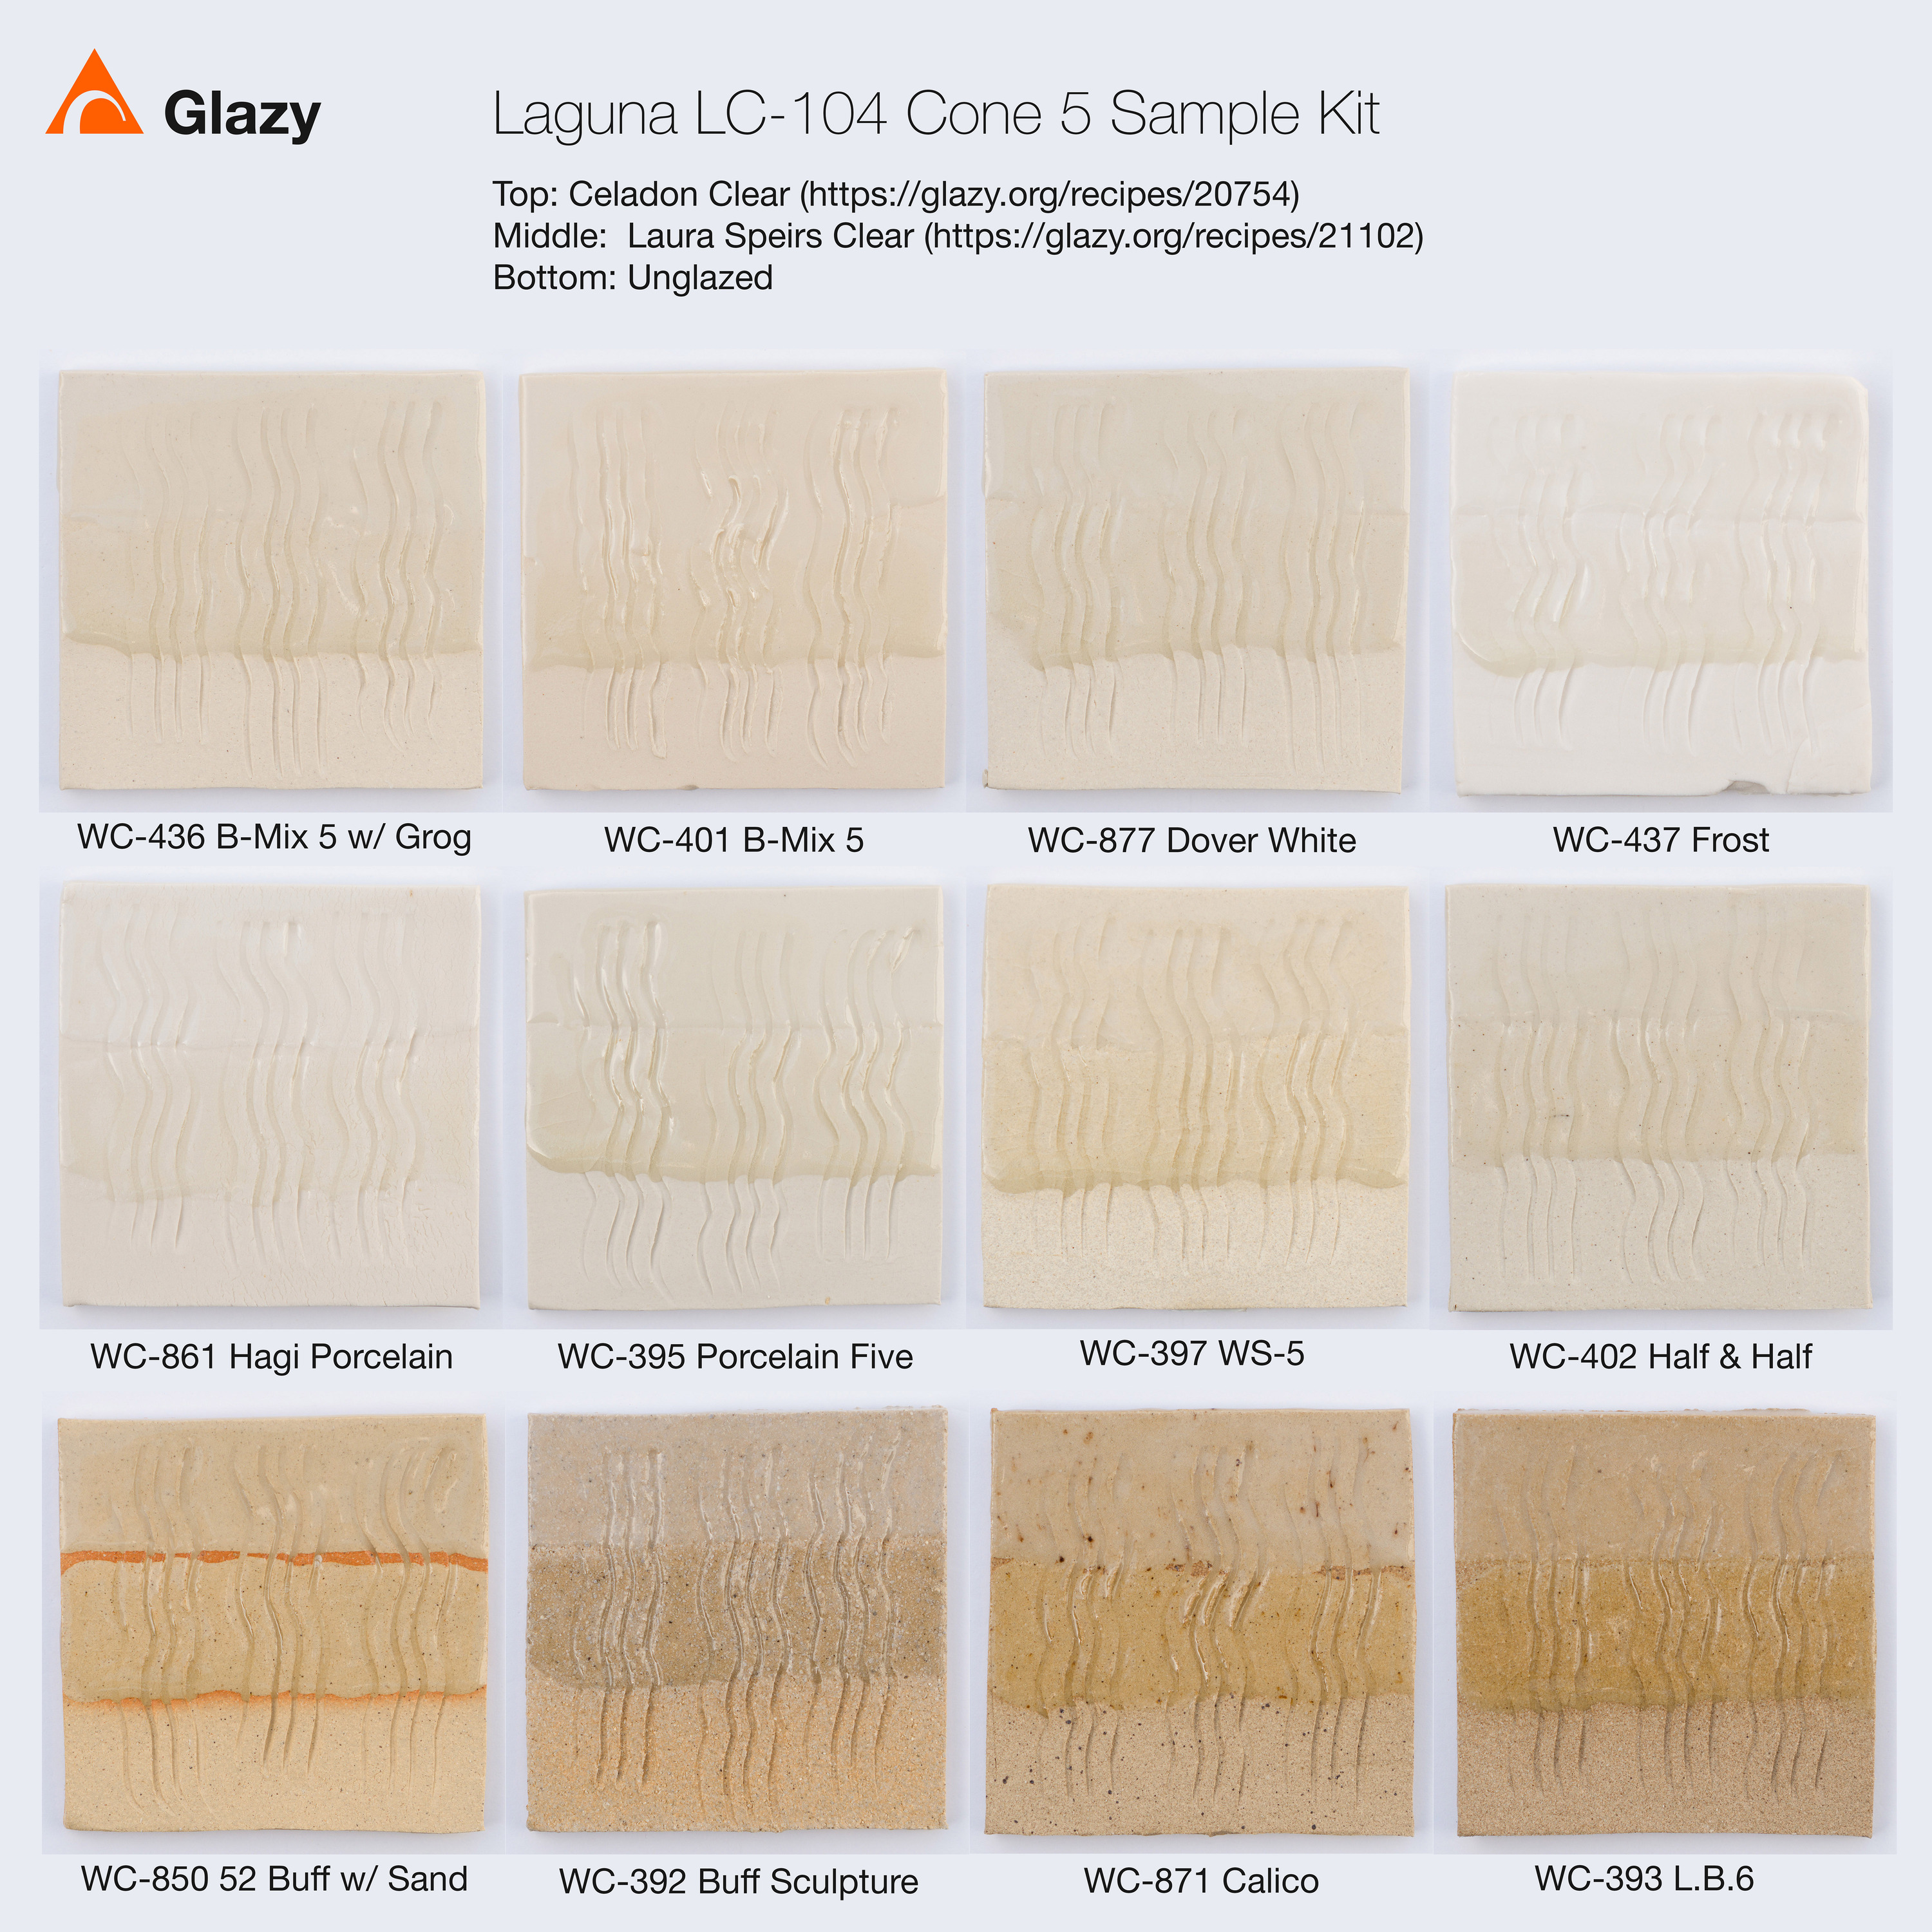 Glazy
Laguna LC-104 Cone 5 Sample Kit
Top: Celadon Clear (https://glazy.org/recipes/20754)
Middle: Laura Speirs Clear (https://glazy.org/recipes/21102)
Bottom: Unglazed
WC-436 B-Mix 5 w/ Grog
WC-401 B-Mix 5
WC-877 Dover White
WC-437 Frost
WC-861 Hagi Porcelain
WC-395 Porcelain Five
WC-397 WS-5
WC-402 Half & Half
WC-850 52 Buff w/ Sand
WC-392 Buff Sculpture
WC-871 Calico
WC-393 L.B.6